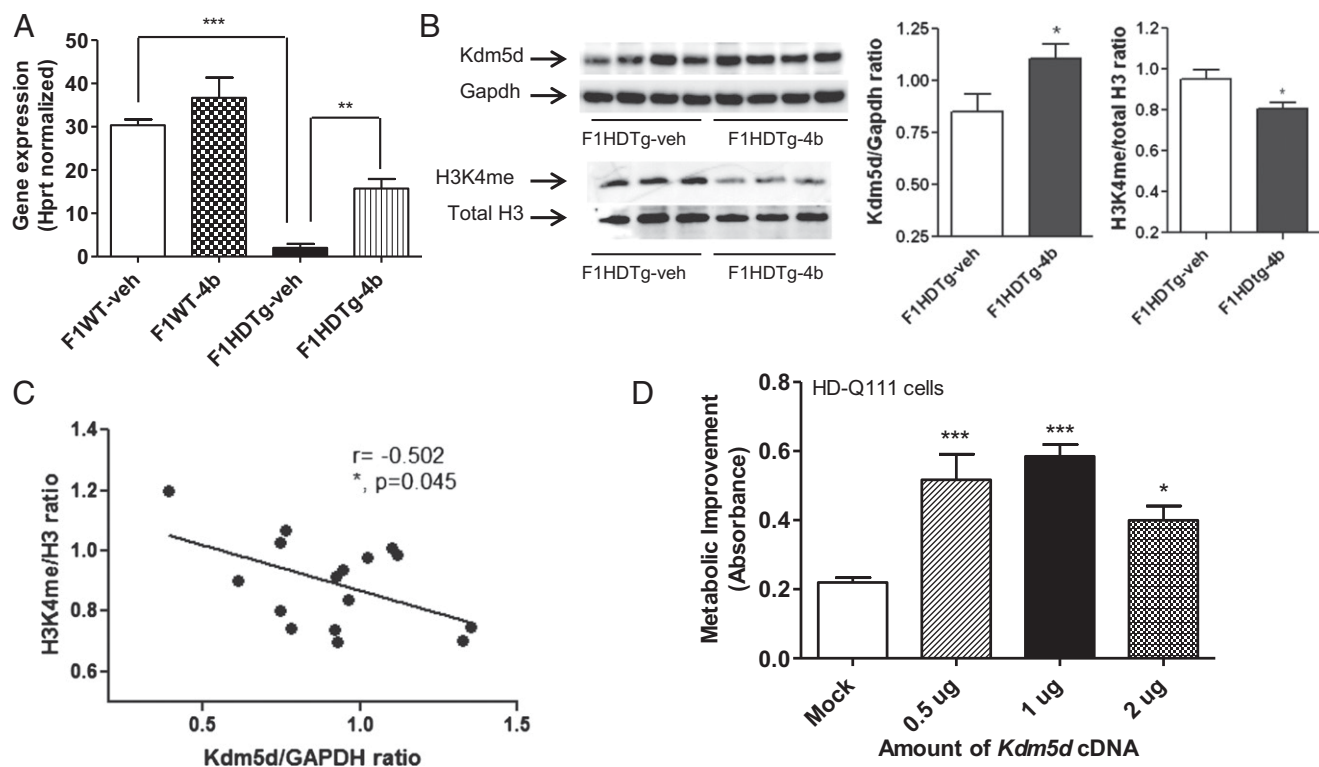 A
***
**
50
40
30
20
10
0
Gene expression
(Hprt normalized)
F1WT-veh
F1WT-4b
F1HDTg-veh
F1HDTg-4b
B
Kdm5d
Gapdh
F1HDTg-veh
F1HDTg-4b
H3K4me
Total H3
F1HDTg-veh
F1HDTg-4b
Kdm5d/Gapdh ratio
1.25
1.00
0.75
0.50
0.25
*
F1HDTg-veh
F1HDTg-4b
H3K4me/total H3 ratio
1.2
1.0
0.8
0.6
0.4
0.2
*
F1HDTg-veh
F1HDtg-4b
C
H3K4me/H3 ratio
1.4
1.2
1.0
0.8
0.6
r= -0.502
*, p=0.045
0.5
1.0
1.5
Kdm5d/GAPDH ratio
D
HD-Q111 cells
Metabolic Improvement
(Absorbance)
0.8
0.6
0.4
0.2
0.0
***
***
*
Mock
0.5 ug
1 ug
2 ug
Amount of Kdm5d cDNA